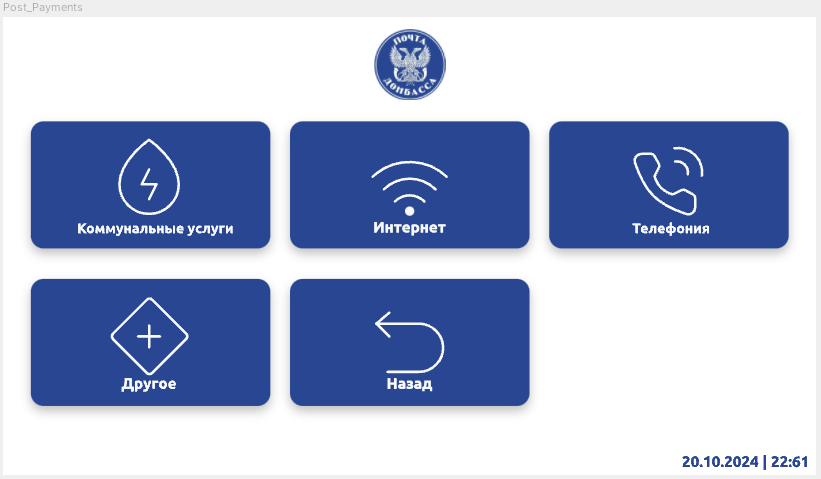 Post_Payments
ПОЧТА
ДОНБАССА
Коммунальные услуги
Интернет
Телефония
Другое
Назад
20.10.2024 | 22:61